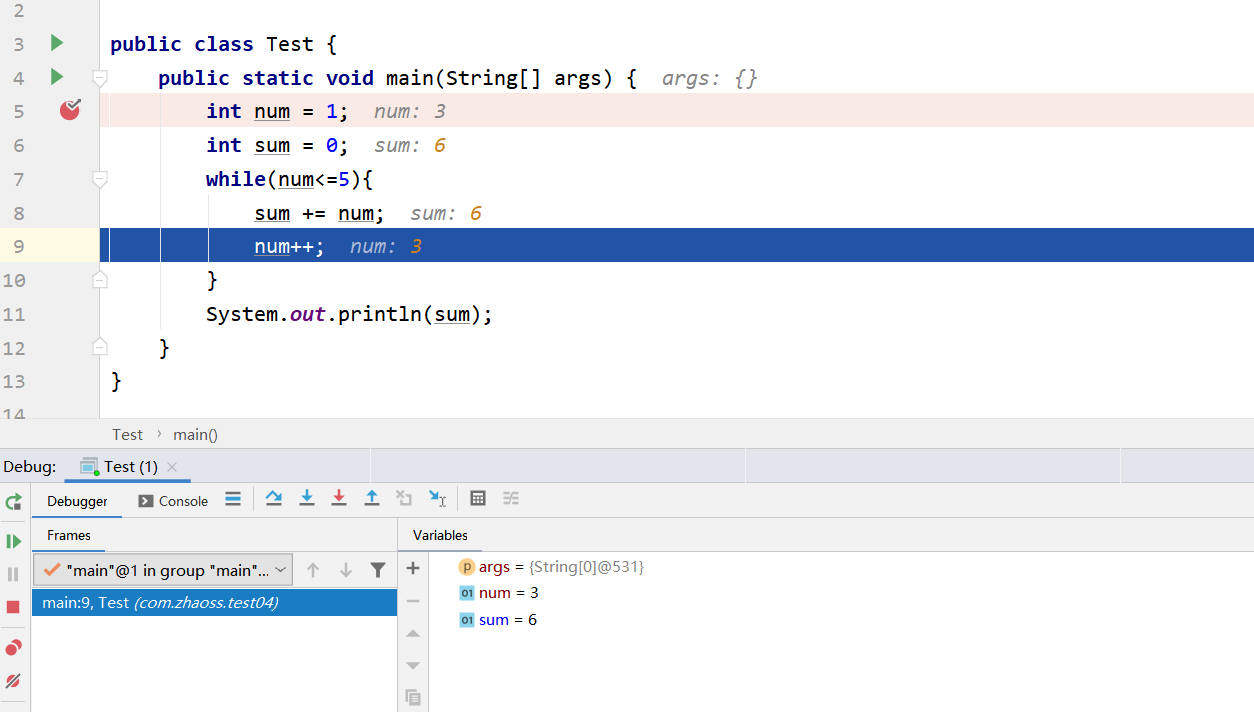 2
3 public class Test {
4 public static void main(String[] args) { args: {}
5 int num = 1; num: 3
6 int sum = 0; sum: 6
7 while(num<=5){
8 sum += num; sum: 6
9 num++; num: 3
10 }
11 System.out.println(sum);
12 }
13 }
14
Test › main()
Debug: Test (1) ×
Debugger Console
Frames
Variables
"main"@1 in group "main"...
main:9, Test (com.zhaoss.test04)
p args = {String[0]@531}
01 num = 3
01 sum = 6